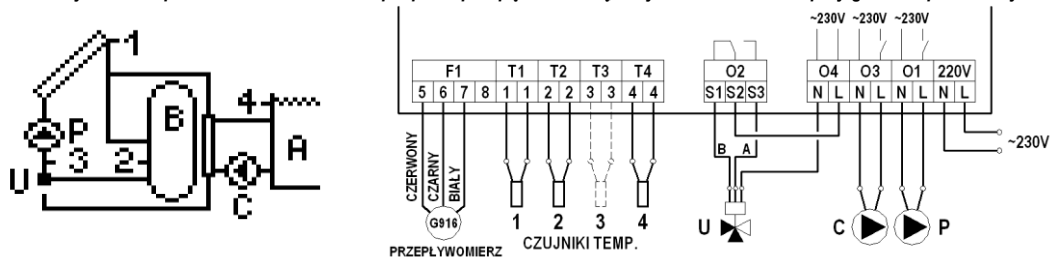 ~230V ~230V ~230V
F1 T1 T2 T3 T4 O2 O4 O3 O1 220V
5 6 7 8 1 1 2 2 3 3 4 4 S1 S2 S3 N L N L N L N L
1
B
4
A
P
3 2
U
C
CZERWONY
CZARNY
BIAŁY
G916
PRZEPŁYWOMIERZ
1 2 3 4
CZUJNIKI TEMP.
B A
U
C P
~230V